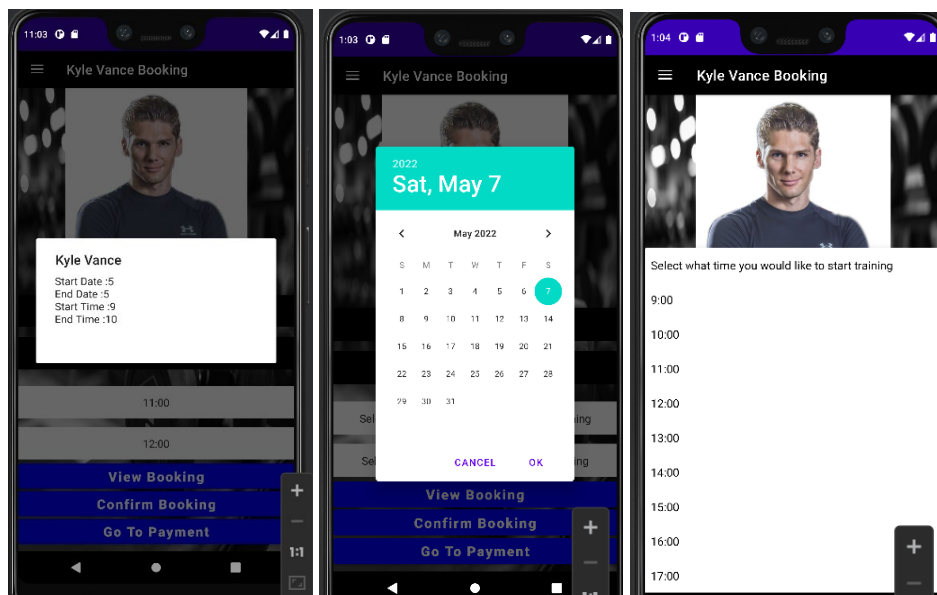 11:03
Kyle Vance Booking
Kyle Vance
Start Date :5
End Date :5
Start Time :9
End Time :10
11:00
12:00
View Booking
Confirm Booking
Go To Payment
1:1
1:03
Kyle Vance Booking
2022
Sat, May 7
May 2022
S M T W T F S
1 2 3 4 5 6 7
8 9 10 11 12 13 14
15 16 17 18 19 20 21
22 23 24 25 26 27 28
29 30 31
Sel ing
Sel ing
CANCEL OK
View Booking
Confirm Booking
Go To Payment
1:1
1:04
Kyle Vance Booking
Select what time you would like to start training
9:00
10:00
11:00
12:00
13:00
14:00
15:00
16:00
17:00